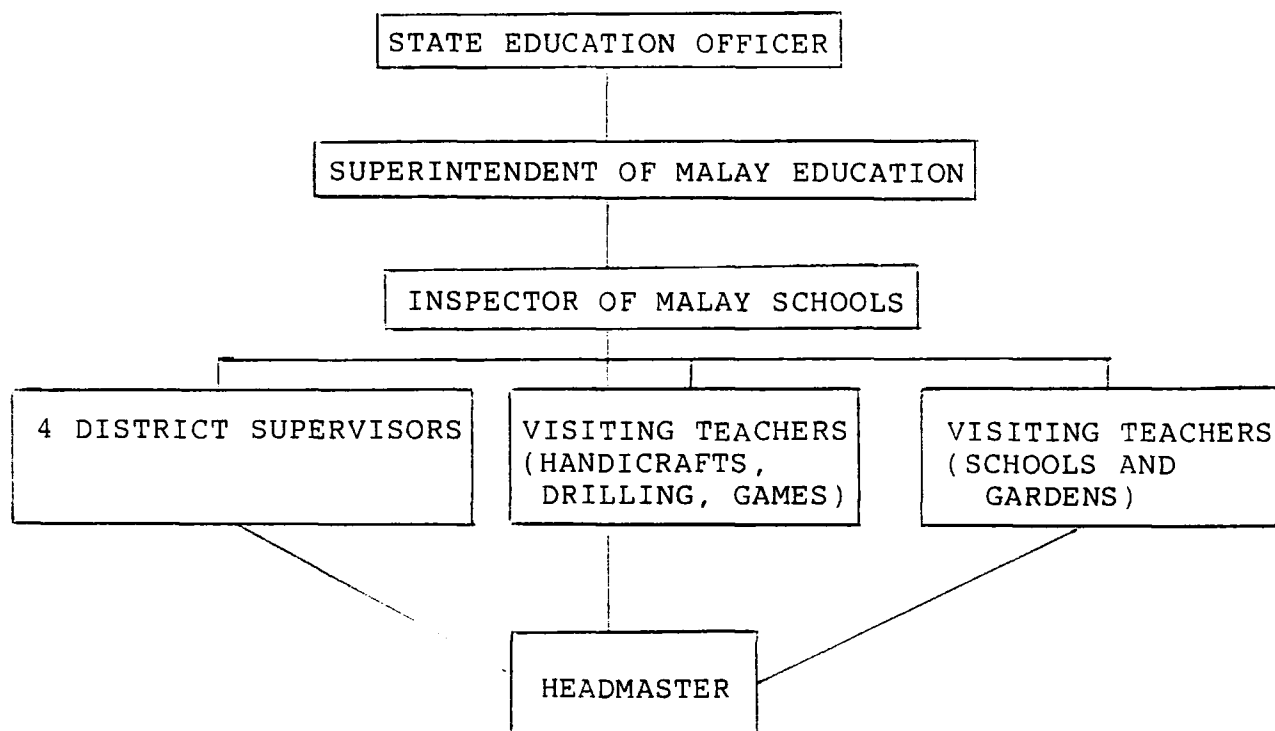 STATE EDUCATION OFFICER
SUPERINTENDENT OF MALAY EDUCATION
INSPECTOR OF MALAY SCHOOLS
4 DISTRICT SUPERVISORS
VISITING TEACHERS
(HANDICRAFTS,
DRILLING, GAMES)
VISITING TEACHERS
(SCHOOLS AND
GARDENS)
HEADMASTER